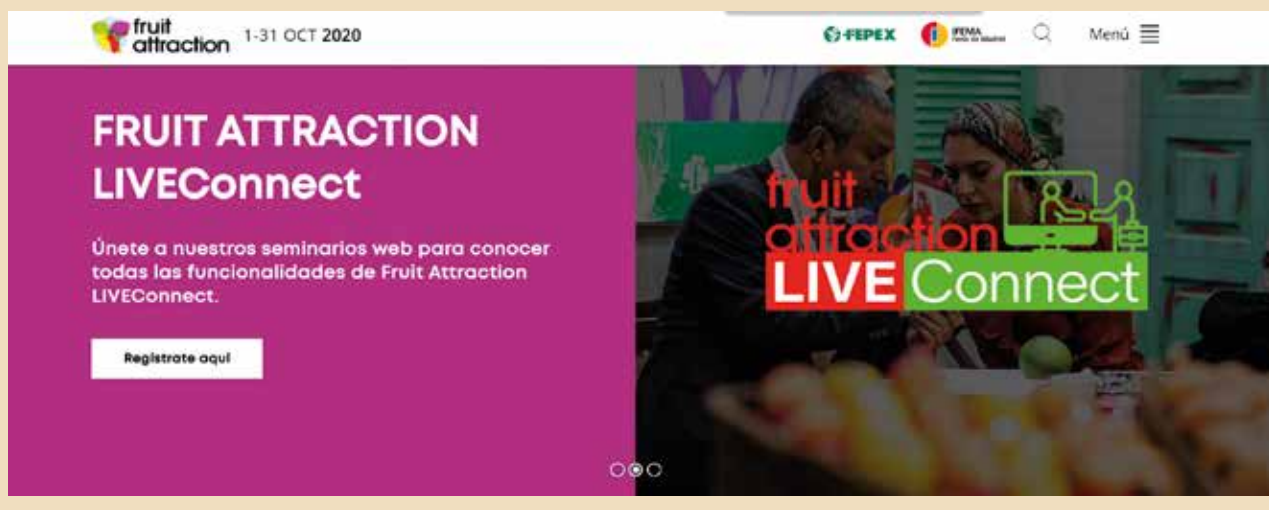 fruit
attraction
1-31 OCT 2020
FEPEX
IFEMA
Menú
FRUIT ATTRACTION
LIVEConnect
Únete a nuestros seminarios web para conocer
todas las funcionalidades de Fruit Attraction
LIVEConnect.
Regístrate aquí
fruit
attraction
LIVE Connect